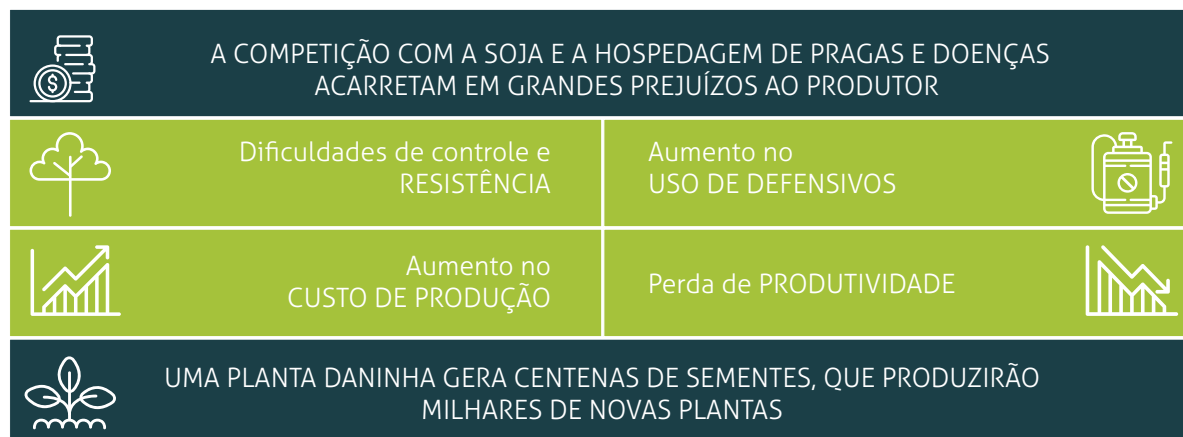 A COMPETIÇÃO COM A SOJA E A HOSPEDAGEM DE PRAGAS E DOENÇAS
ACARRETAM EM GRANDES PREJUÍZOS AO PRODUTOR
Dificuldades de controle e
RESISTÊNCIA
Aumento no
USO DE DEFENSIVOS
Aumento no
CUSTO DE PRODUÇÃO
Perda de PRODUTIVIDADE
UMA PLANTA DANINHA GERA CENTENAS DE SEMENTES, QUE PRODUZIRÃO
MILHARES DE NOVAS PLANTAS